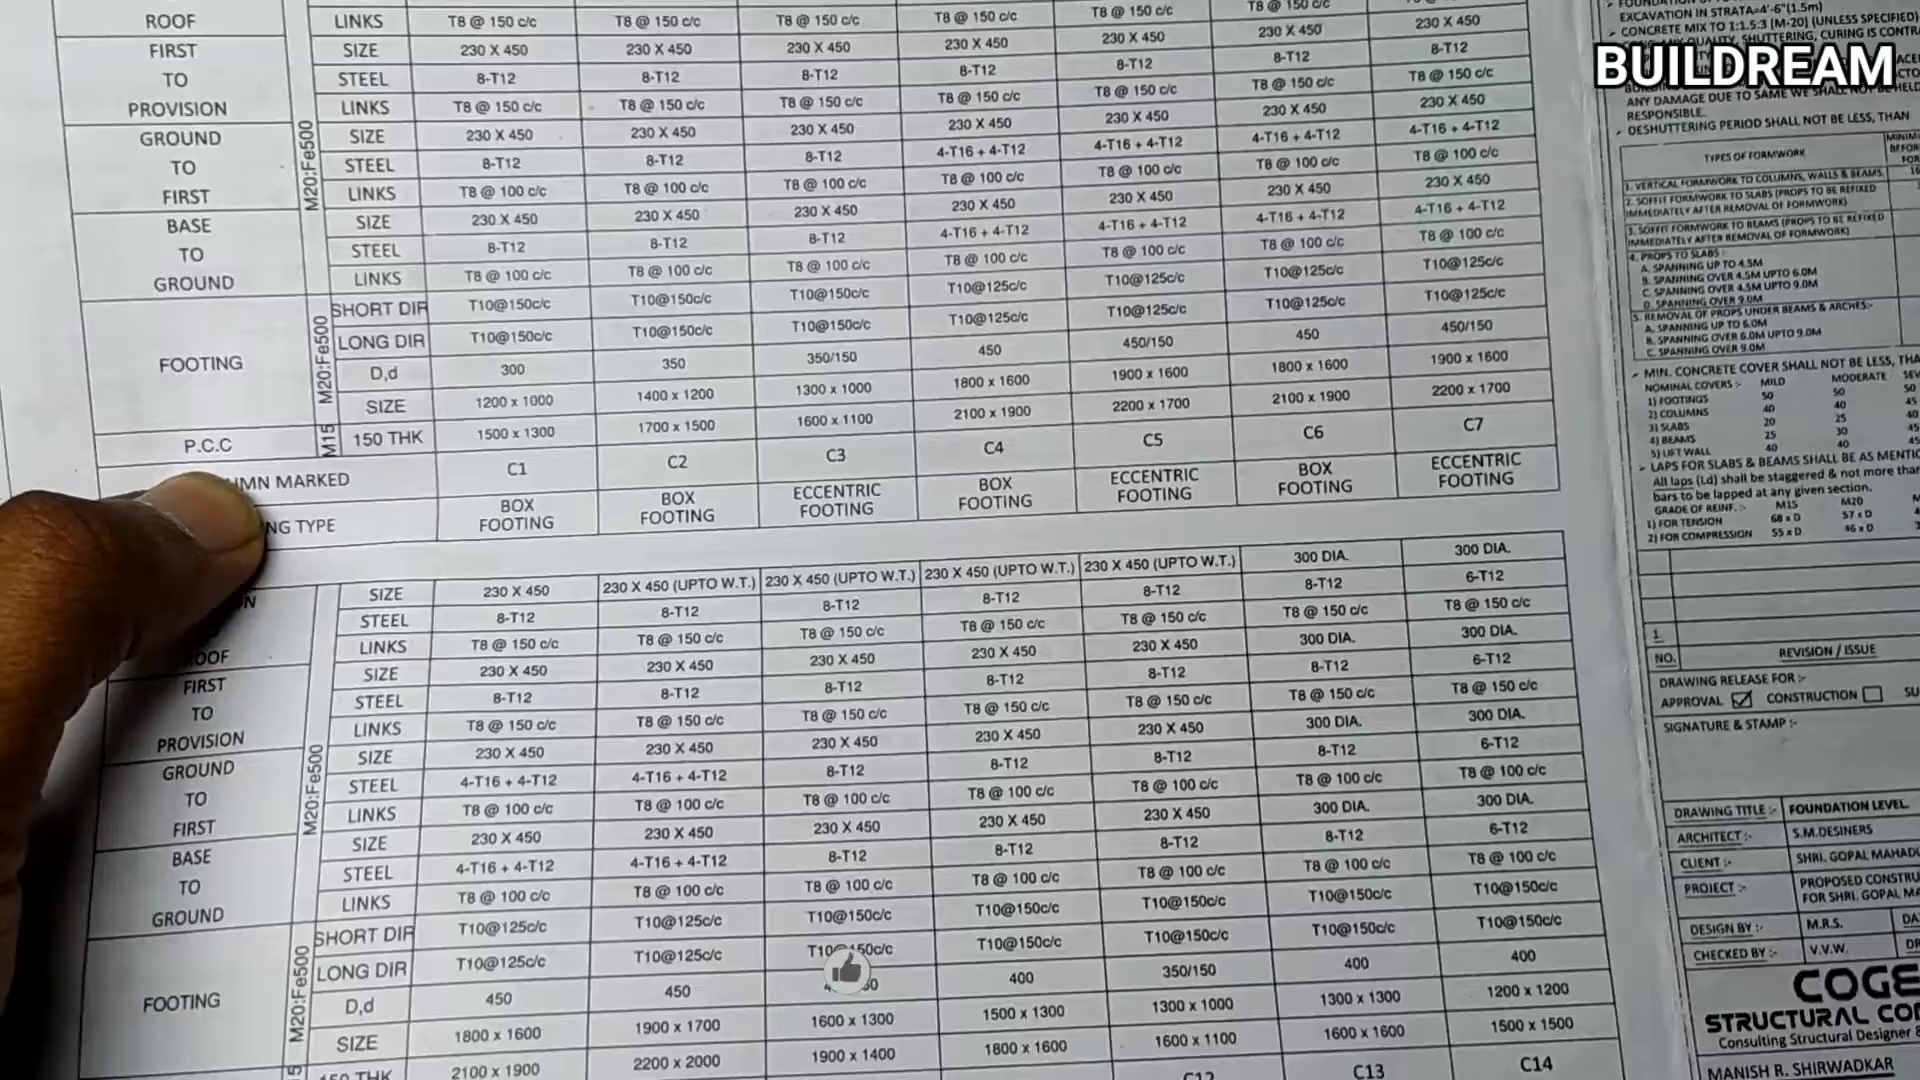 BUILDREAM
ROOF LINKS T8 @ 150 c/c T8 @ 150 c/c T8 @ 150 c/c T8 @ 150 c/c T8 @ 150 c/c T8 @ 150 c/c
FIRST TO PROVISION
SIZE 230 X 450 230 X 450 230 X 450 230 X 450 230 X 450 230 X 450 230 X 450
STEEL 8-T12 8-T12 8-T12 8-T12 8-T12 8-T12 8-T12
LINKS T8 @ 150 c/c T8 @ 150 c/c T8 @ 150 c/c T8 @ 150 c/c T8 @ 150 c/c T8 @ 150 c/c T8 @ 150 c/c
M20:Fe500
GROUND TO FIRST
SIZE 230 X 450 230 X 450 230 X 450 230 X 450 230 X 450 230 X 450 230 X 450
STEEL 8-T12 8-T12 8-T12 4-T16 + 4-T12 4-T16 + 4-T12 4-T16 + 4-T12 4-T16 + 4-T12
LINKS T8 @ 100 c/c T8 @ 100 c/c T8 @ 100 c/c T8 @ 100 c/c T8 @ 100 c/c T8 @ 100 c/c T8 @ 100 c/c
BASE TO GROUND
SIZE 230 X 450 230 X 450 230 X 450 230 X 450 230 X 450 230 X 450 230 X 450
STEEL 8-T12 8-T12 8-T12 4-T16 + 4-T12 4-T16 + 4-T12 4-T16 + 4-T12 4-T16 + 4-T12
LINKS T8 @ 100 c/c T8 @ 100 c/c T8 @ 100 c/c T8 @ 100 c/c T8 @ 100 c/c T8 @ 100 c/c T8 @ 100 c/c
FOOTING M20:Fe500
SHORT DIR T10@150c/c T10@150c/c T10@150c/c T10@125c/c T10@125c/c T10@125c/c T10@125c/c
LONG DIR T10@150c/c T10@150c/c T10@150c/c T10@125c/c T10@125c/c T10@125c/c T10@125c/c
D,d 300 350 350/150 450 450/150 450 450/150
SIZE 1200 x 1000 1400 x 1200 1300 x 1000 1800 x 1600 1900 x 1600 1800 x 1600 1900 x 1600
P.C.C M15 150 THK 1500 x 1300 1700 x 1500 1600 x 1100 2100 x 1900 2200 x 1700 2100 x 1900 2200 x 1700
MARKED C1 C2 C3 C4 C5 C6 C7
TYPE BOX FOOTING BOX FOOTING ECCENTRIC FOOTING BOX FOOTING ECCENTRIC FOOTING BOX FOOTING ECCENTRIC FOOTING
SIZE 230 X 450 230 X 450 (UPTO W.T.) 230 X 450 (UPTO W.T.) 230 X 450 (UPTO W.T.) 230 X 450 (UPTO W.T.) 300 DIA. 300 DIA.
STEEL 8-T12 8-T12 8-T12 8-T12 8-T12 8-T12 6-T12
LINKS T8 @ 150 c/c T8 @ 150 c/c T8 @ 150 c/c T8 @ 150 c/c T8 @ 150 c/c T8 @ 150 c/c T8 @ 150 c/c
FIRST TO PROVISION
SIZE 230 X 450 230 X 450 230 X 450 230 X 450 230 X 450 300 DIA. 300 DIA.
STEEL 8-T12 8-T12 8-T12 8-T12 8-T12 8-T12 6-T12
LINKS T8 @ 150 c/c T8 @ 150 c/c T8 @ 150 c/c T8 @ 150 c/c T8 @ 150 c/c T8 @ 150 c/c T8 @ 150 c/c
M20:Fe500
GROUND TO FIRST
SIZE 230 X 450 230 X 450 230 X 450 230 X 450 230 X 450 300 DIA. 300 DIA.
STEEL 4-T16 + 4-T12 4-T16 + 4-T12 8-T12 8-T12 8-T12 8-T12 6-T12
LINKS T8 @ 100 c/c T8 @ 100 c/c T8 @ 100 c/c T8 @ 100 c/c T8 @ 100 c/c T8 @ 100 c/c T8 @ 100 c/c
BASE TO GROUND
SIZE 230 X 450 230 X 450 230 X 450 230 X 450 230 X 450 300 DIA. 300 DIA.
STEEL 4-T16 + 4-T12 4-T16 + 4-T12 8-T12 8-T12 8-T12 8-T12 6-T12
LINKS T8 @ 100 c/c T8 @ 100 c/c T8 @ 100 c/c T8 @ 100 c/c T8 @ 100 c/c T8 @ 100 c/c T8 @ 100 c/c
FOOTING M20:Fe500
SHORT DIR T10@125c/c T10@125c/c T10@150c/c T10@150c/c T10@150c/c T10@150c/c T10@150c/c
LONG DIR T10@125c/c T10@125c/c T10@150c/c T10@150c/c T10@150c/c T10@150c/c
D,d 450 450 400 350/150 400 400
SIZE 1800 x 1600 1900 x 1700 1600 x 1300 1500 x 1300 1300 x 1000 1300 x 1300 1200 x 1200
150 THK 2100 x 1900 2200 x 2000 1900 x 1400 1800 x 1600 1600 x 1100 1600 x 1600 1500 x 1500
C12 C13 C14
EXCAVATION IN STRATA=4'-6"(1.5m)
CONCRETE MIX TO 1:1.5:3 (M-20) (UNLESS SPECIFIED)
QUALITY, SHUTTERING, CURING IS
ANY DAMAGE DUE TO SAME WE SHALL NOT BE HELD
RESPONSIBLE.
DESHUTTERING PERIOD SHALL NOT BE LESS, THAN
TYPES OF FORMWORK
1. VERTICAL FORMWORK TO COLUMNS, WALLS & BEAMS
2. SOFFIT FORMWORK TO SLABS (PROPS TO BE REFIXED
IMMEDIATELY AFTER REMOVAL OF FORMWORK)
3. SOFFIT FORMWORK TO BEAMS (PROPS TO BE REFIXED
IMMEDIATELY AFTER REMOVAL OF FORMWORK)
4. PROPS TO SLABS :
A. SPANNING UP TO 4.5M
B. SPANNING OVER 4.5M UPTO 6.0M
C. SPANNING OVER 4.5M UPTO 9.0M
D. SPANNING OVER 9.0M
5. REMOVAL OF PROPS UNDER BEAMS & ARCHES:-
A. SPANNING UP TO 6.0M
B. SPANNING OVER 6.0M UPTO 9.0M
C. SPANNING OVER 9.0M
MIN. CONCRETE COVER SHALL NOT BE LESS,
NOMINAL COVERS :- MILD MODERATE
1) FOOTINGS 50 50 50
2) COLUMNS 40 40 45
3) SLABS 20 25
4) BEAMS 25 30
5) LIFT WALL 40 40
LAPS FOR SLABS & BEAMS SHALL BE AS
All laps (Ld) shall be staggered & not more
bars to be lapped at any given section.
GRADE OF REINF. :- M15 M20
1) FOR TENSION 68 x D 57 x D
2) FOR COMPRESSION 55 x D 46 x D
1
NO. REVISION / ISSUE
DRAWING RELEASE FOR :-
APPROVAL CONSTRUCTION
SIGNATURE & STAMP :-
DRAWING TITLE :- FOUNDATION LEVEL
ARCHITECT :- S.M.DESINERS
CLIENT :- SHRI. GOPAL
PROJECT :- PROPOSED
FOR SHRI. GOPAL
DESIGN BY :- M.R.S.
CHECKED BY :- V.V.W.
STRUCTURAL
Consulting Structural Designer &
MANISH R. SHIRWADKAR